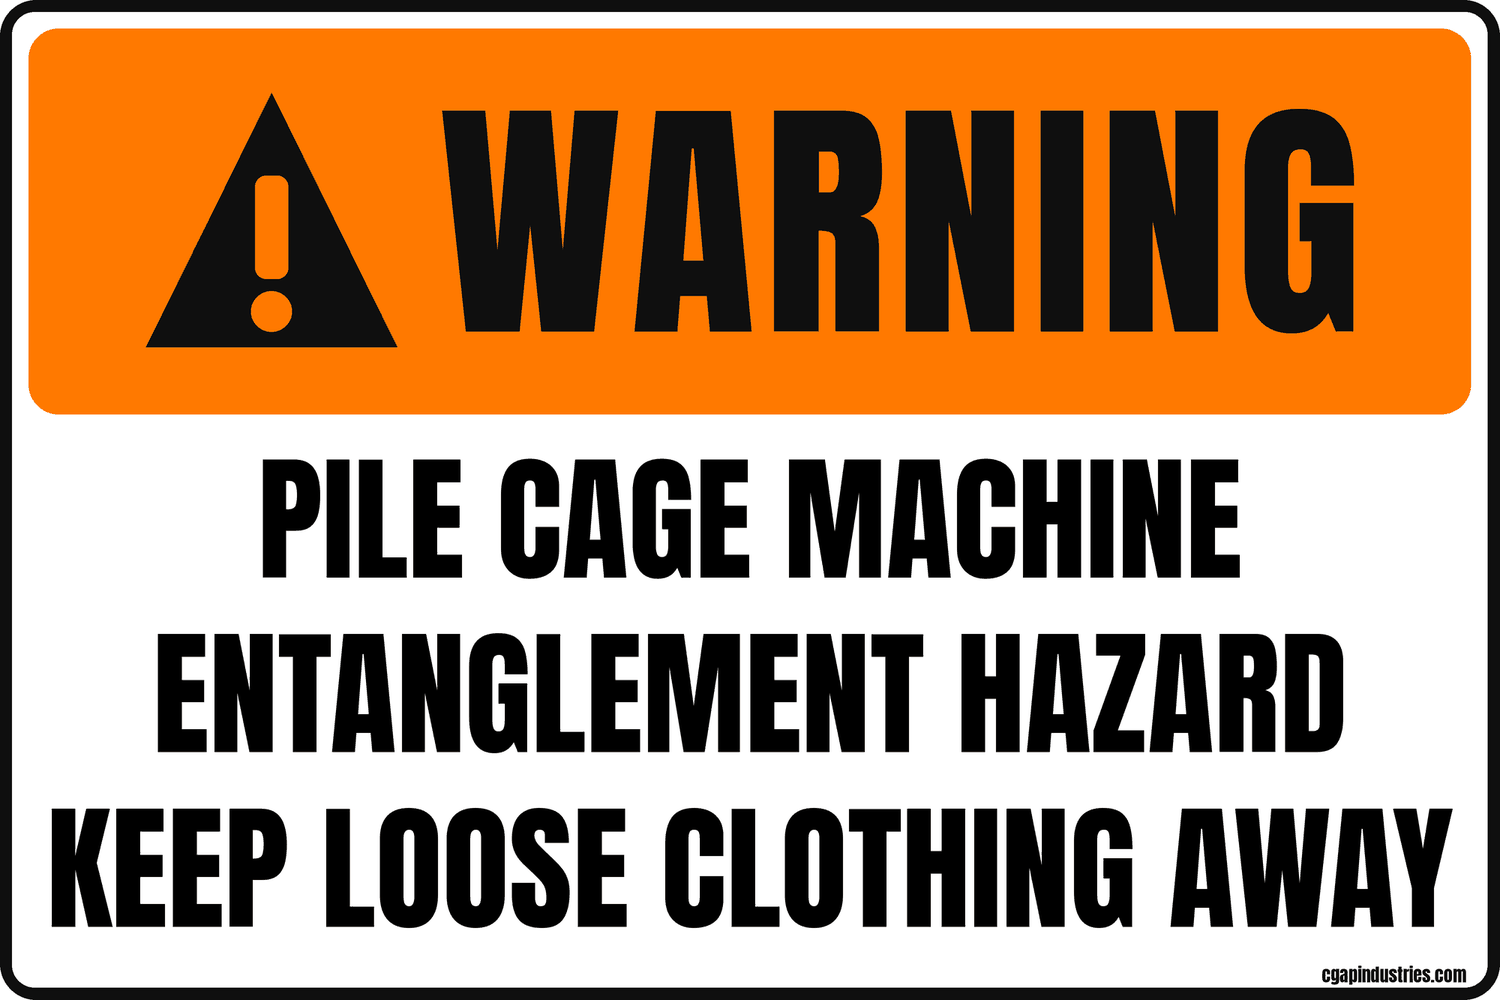 WARNING
PILE CAGE MACHINE
ENTANGLEMENT HAZARD
KEEP LOOSE CLOTHING AWAY
cgapindustries.com